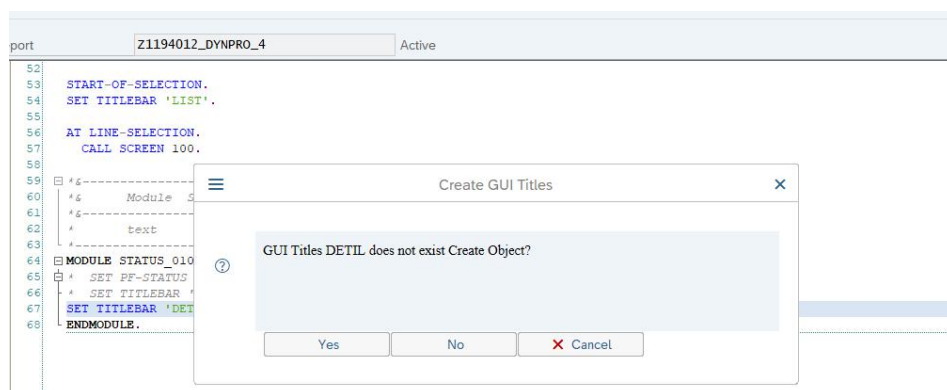 port Z1194012_DYNPRO_4 Active
52
53 START-OF-SELECTION.
54 SET TITLEBAR 'LIST'.
55
56 AT LINE-SELECTION.
57 CALL SCREEN 100.
58
59 *&---------------
60 *& Module S
61 *&---------------
62 * text
63 *----------------
64 MODULE STATUS_010
65 * SET PF-STATUS
66 * SET TITLEBAR '
67 SET TITLEBAR 'DET
68 ENDMODULE.
Create GUI Titles
GUI Titles DETIL does not exist Create Object?
Yes No Cancel